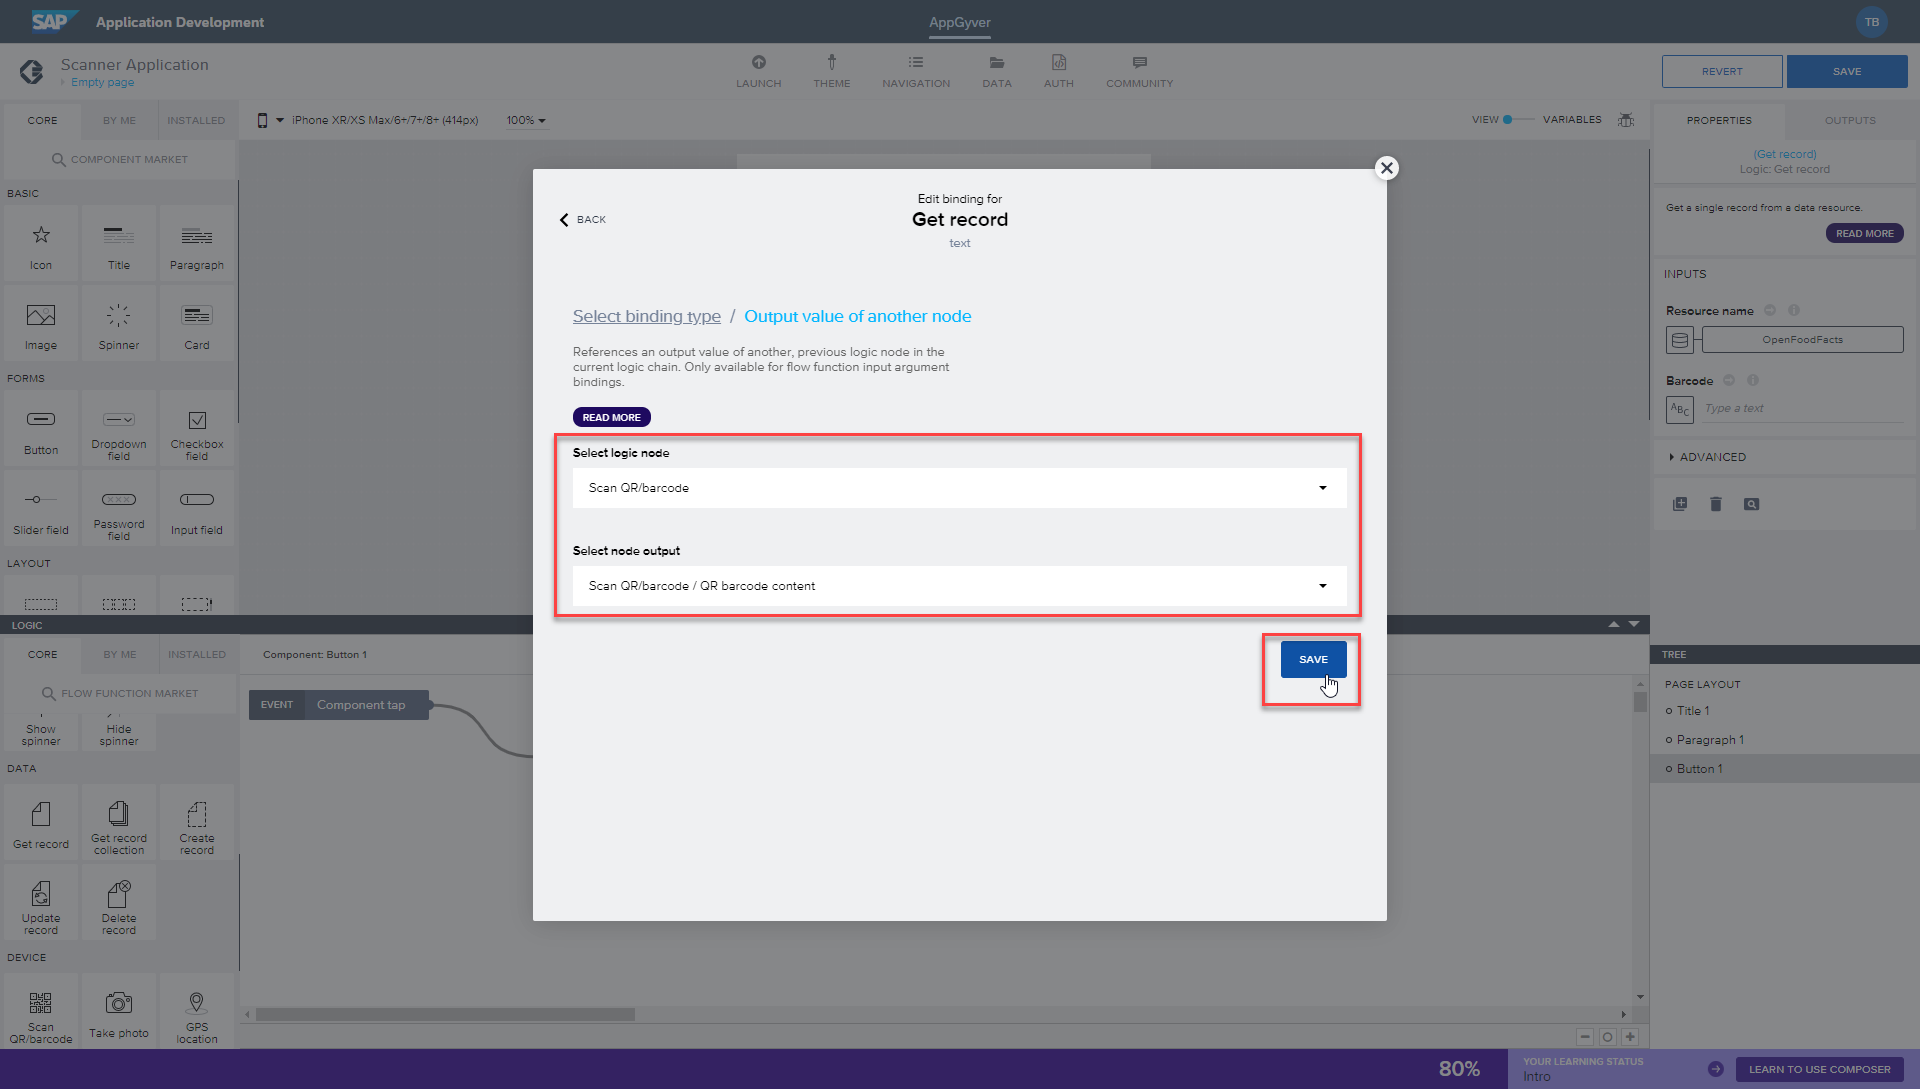 SAP
Application Development
AppGyver
TB
Scanner Application
Empty page
LAUNCH
THEME
NAVIGATION
DATA
AUTH
COMMUNITY
REVERT
SAVE
CORE
BY ME
INSTALLED
iPhone XR/XS Max/6+/7+/8+ (414px)
100%
VIEW
VARIABLES
PROPERTIES
OUTPUTS
COMPONENT MARKET
BASIC
Icon
Title
Paragraph
Image
Spinner
Card
FORMS
Button
Dropdown field
Checkbox field
Slider field
Password field
Input field
LAYOUT
Edit binding for
BACK
Get record
text
Select binding type / Output value of another node
References an output value of another, previous logic node in the
current logic chain. Only available for flow function input argument
bindings.
READ MORE
Select logic node
Scan QR/barcode
Select node output
Scan QR/barcode / QR barcode content
SAVE
(Get record)
Logic: Get record
Get a single record from a data resource.
READ MORE
INPUTS
Resource name
OpenFoodFacts
Barcode
ABC
Type a text
ADVANCED
LOGIC
CORE
BY ME
INSTALLED
Component: Button 1
FLOW FUNCTION MARKET
EVENT
Component tap
Show spinner
Hide spinner
DATA
Get record
Get record collection
Create record
Update record
Delete record
DEVICE
Scan QR/barcode
Take photo
GPS location
TREE
PAGE LAYOUT
Title 1
Paragraph 1
Button 1
80%
YOUR LEARNING STATUS
Intro
LEARN TO USE COMPOSER